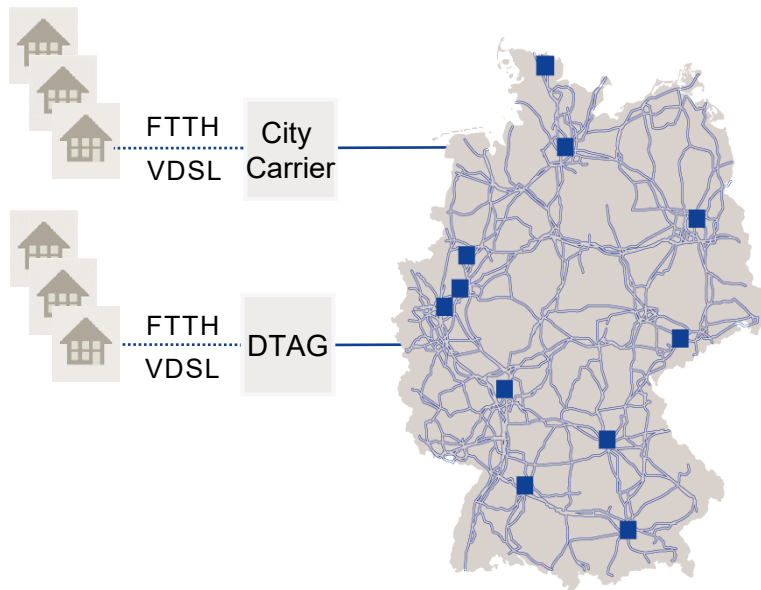 FTTH
VDSL
City
Carrier
FTTH
VDSL
DTAG